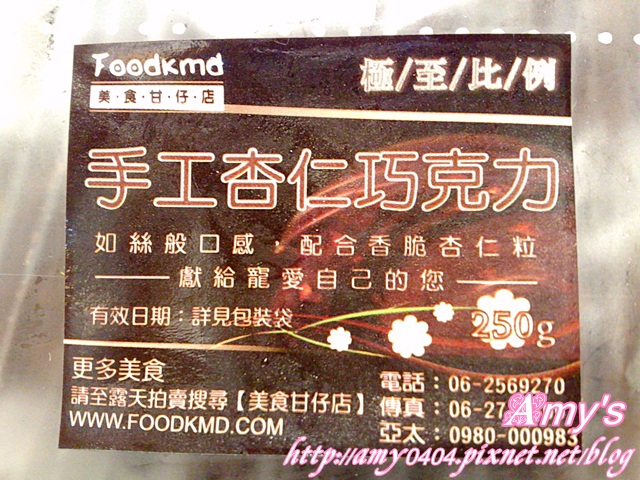 Foodkmd
美·食·甘·仔·店
極/至/比/例
手工杏仁巧克力
如絲般口感，配合香脆杏仁粒
獻給寵愛自己的您
有效日期：詳見包裝袋
250g
更多美食
請至露天拍賣搜尋【美食甘仔店】
WWW.FOODKMD.COM
電話：06-2569270
傳真：06-27
亞太：0980-000983
Amy's
http://amy0404.pixnet.net/blog